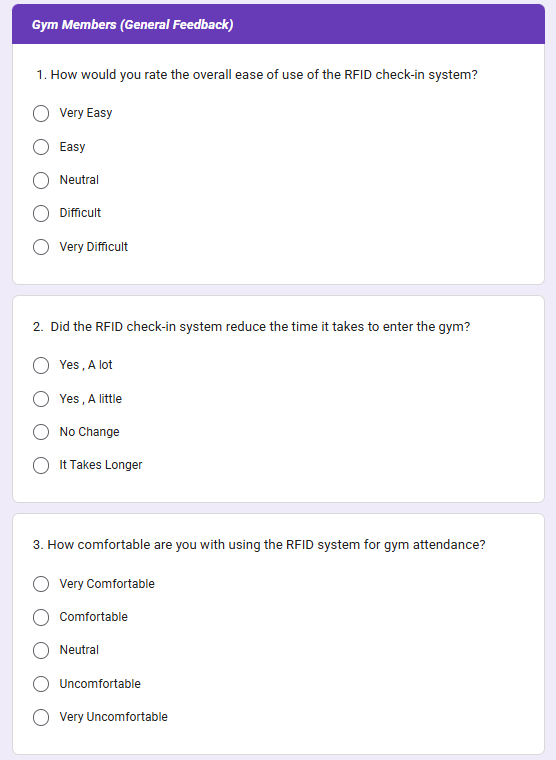 Gym Members (General Feedback)
1. How would you rate the overall ease of use of the RFID check-in system?
Very Easy
Easy
Neutral
Difficult
Very Difficult
2. Did the RFID check-in system reduce the time it takes to enter the gym?
Yes , A lot
Yes , A little
No Change
It Takes Longer
3. How comfortable are you with using the RFID system for gym attendance?
Very Comfortable
Comfortable
Neutral
Uncomfortable
Very Uncomfortable